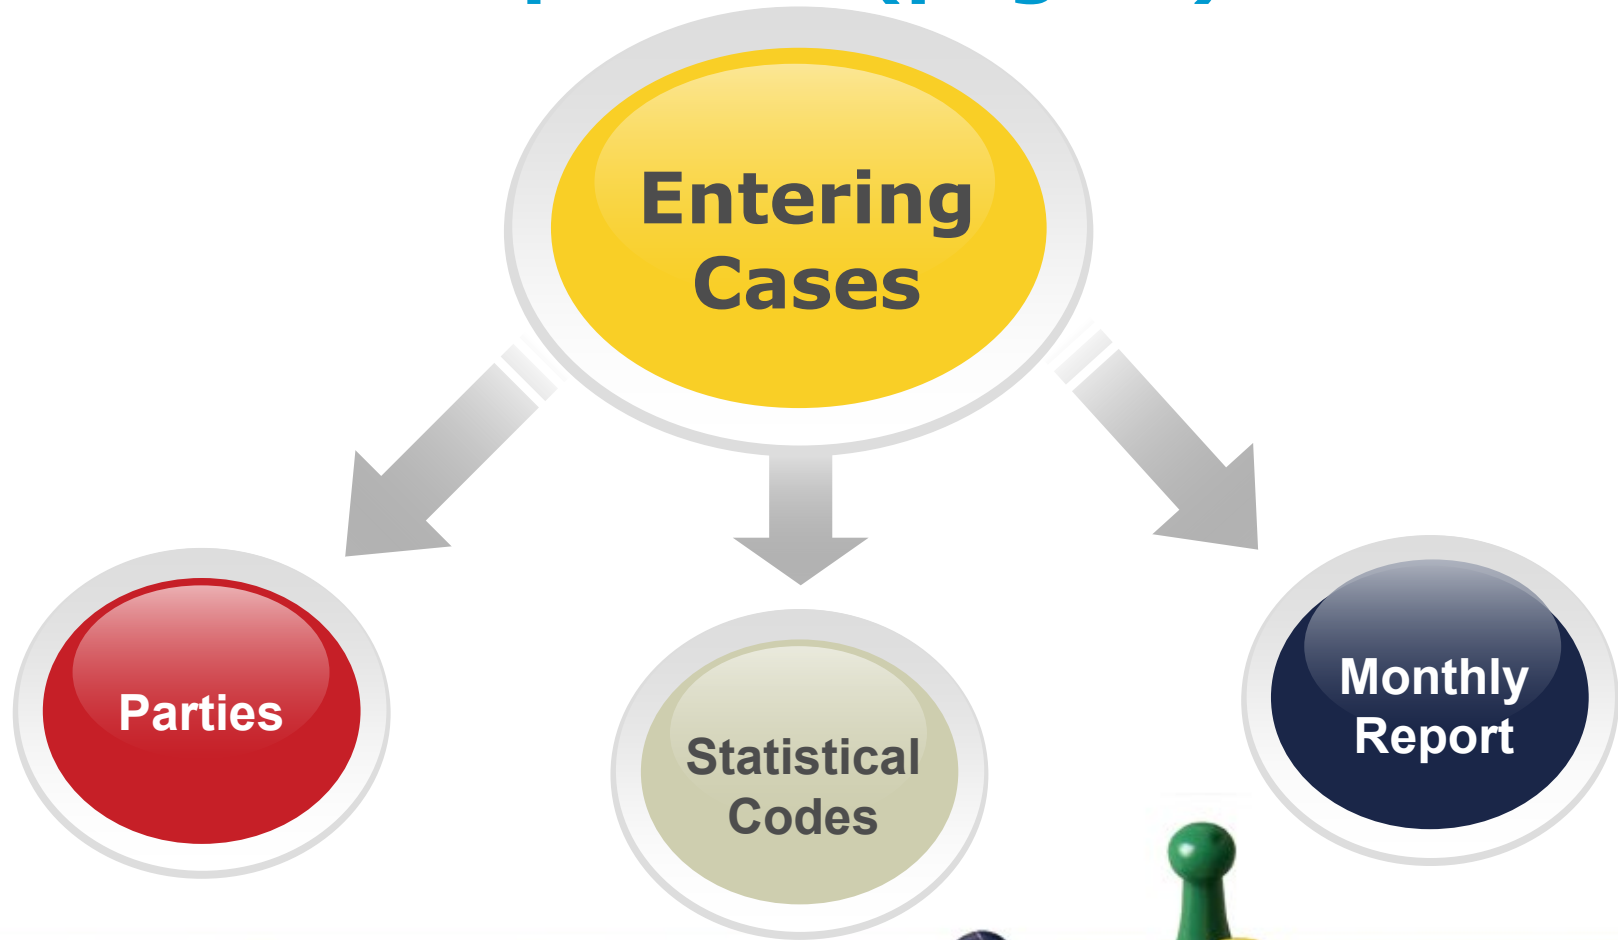 Entering
Cases
Parties
Statistical
Codes
Monthly
Report